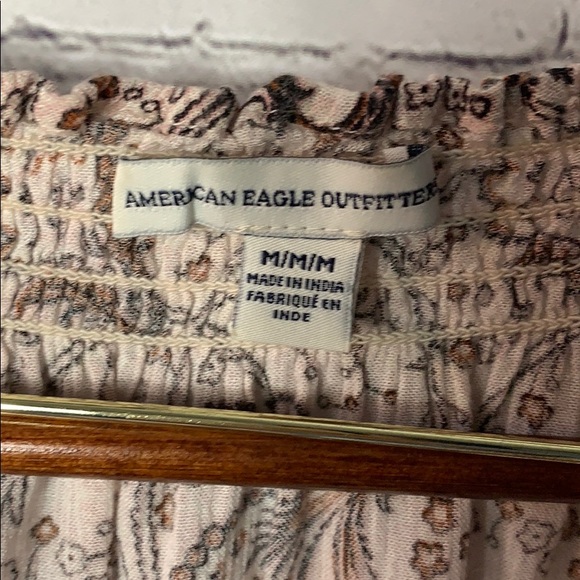 AMERICAN EAGLE OUTFITTERS
M/M/M
MADE IN INDIA
FABRIQUÉ EN
INDE